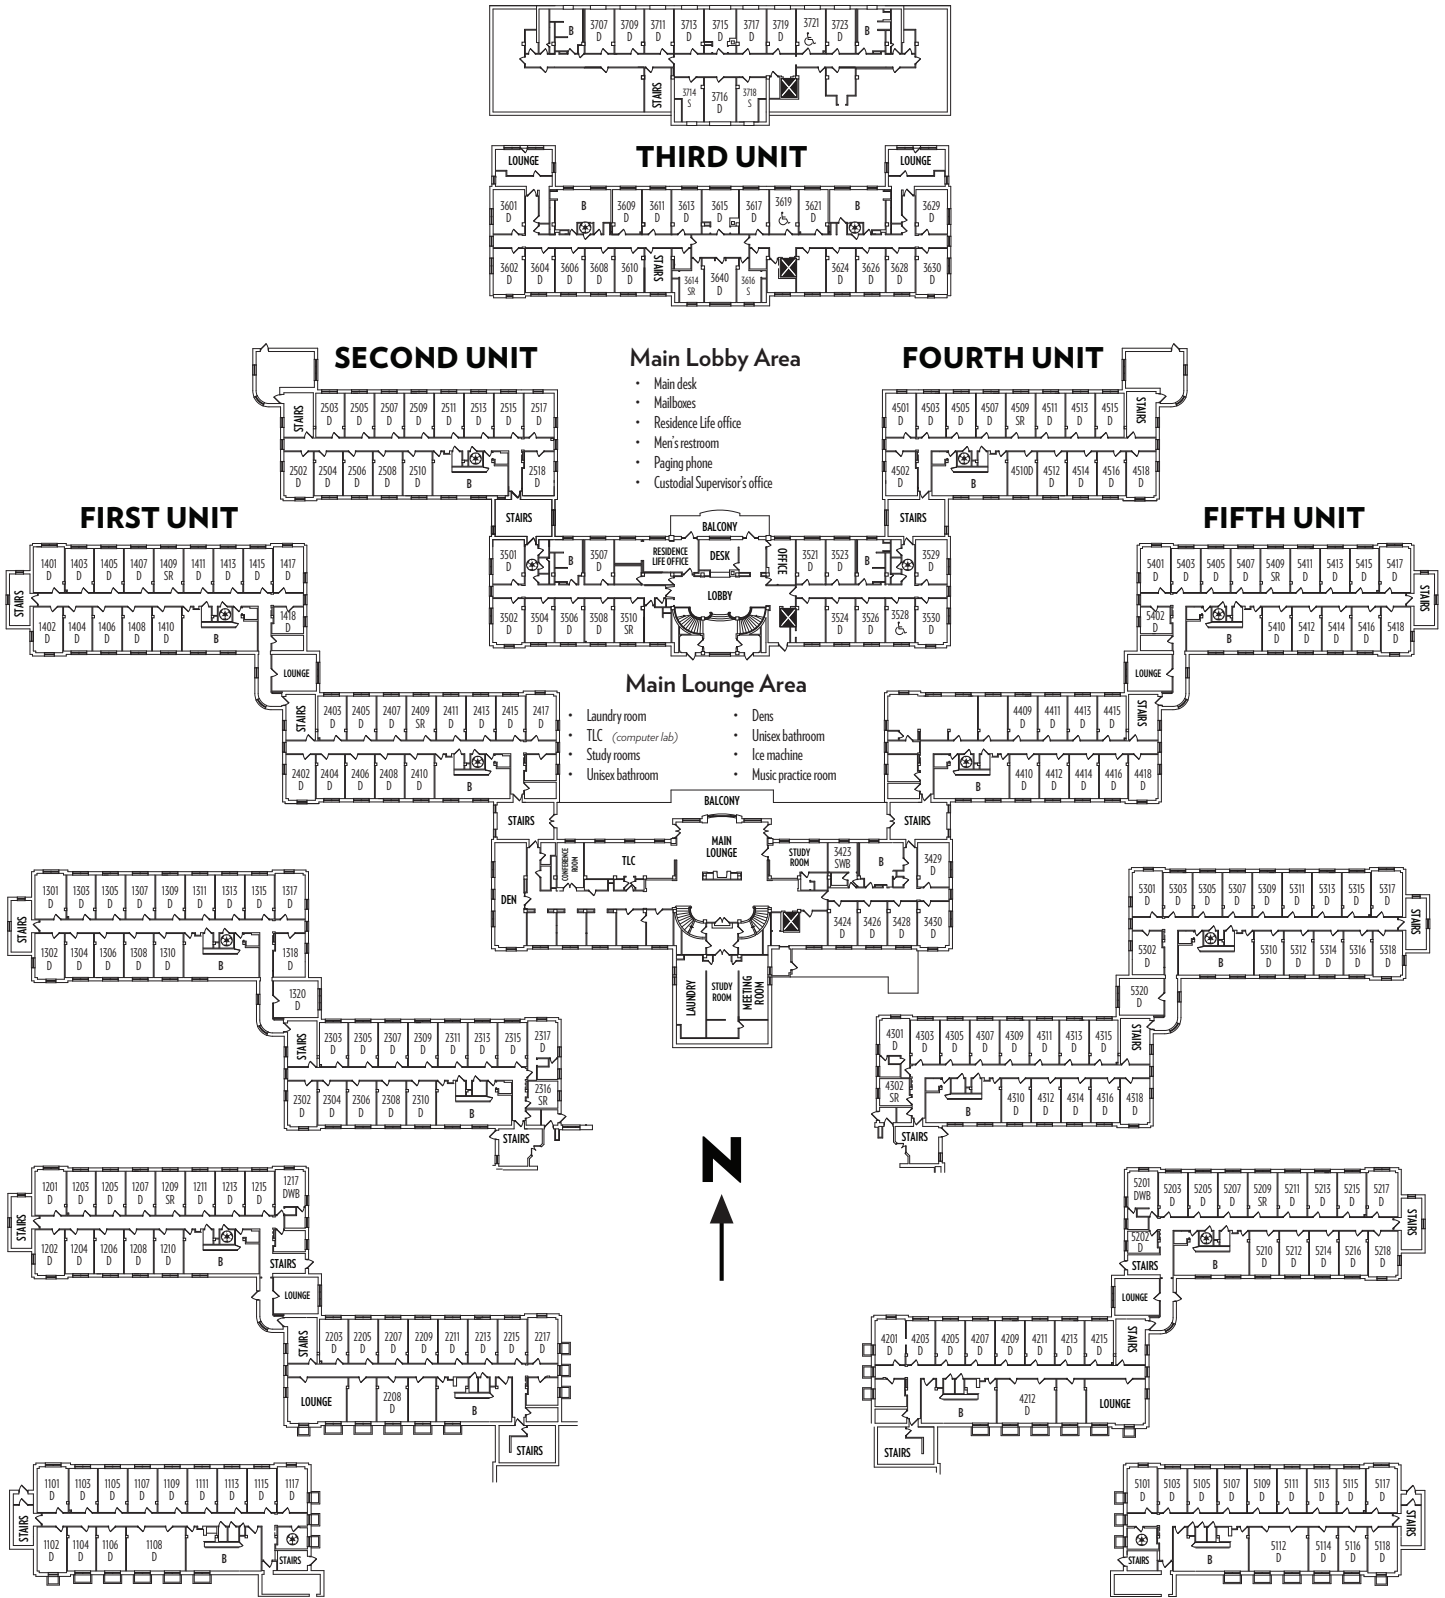 B 3707 3709 3711 3713 3715 3717 3719 3721 3723 B
D D D D D D D D
STAIRS 3714 3716 3718
S D S
THIRD UNIT
LOUNGE LOUNGE
3601 B 3609 3611 3613 3615 3617 3619 3621 B 3629
D D D D D D D D
3602 3604 3606 3608 3610 STAIRS 3614 3640 3616 3624 3626 3628 3630
D D D D D SR D S D D D D
SECOND UNIT
2503 2505 2507 2509 2511 2513 2515 2517
D D D D D D D D
STAIRS
2502 2504 2506 2508 2510 B 2518
D D D D D D
STAIRS
Main Lobby Area
• Main desk
• Mailboxes
• Residence Life office
• Men's restroom
• Paging phone
• Custodial Supervisor's office
FOURTH UNIT
4501 4503 4505 4507 4509 4511 4513 4515
D D D D SR D D D
STAIRS
4502 B 4510D 4512 4514 4516 4518
D D D D D
STAIRS
BALCONY
3501 B 3507 RESIDENCE LIFE OFFICE DESK OFFICE 3521 3523 B 3529
D D D D D
LOBBY
3502 3504 3506 3508 3510 3524 3526 3528 3530
D D D D SR D D D
FIRST UNIT
1401 1403 1405 1407 1409 1411 1413 1415 1417
D D D D SR D D D D
STAIRS
1402 1404 1406 1408 1410 B 1418
D D D D D D
LOUNGE
FIFTH UNIT
5401 5403 5405 5407 5409 5411 5413 5415 5417
D D D D SR D D D D
STAIRS
5402 B 5410 5412 5414 5416 5418
D D D D D D
LOUNGE
Main Lounge Area
• Laundry room
• TLC (computer lab)
• Study rooms
• Unisex bathroom
• Dens
• Unisex bathroom
• Ice machine
• Music practice room
STAIRS 2403 2405 2407 2409 2411 2413 2415 2417
D D D SR D D D D
2402 2404 2406 2408 2410 B
D D D D D
STAIRS
4409 4411 4413 4415 STAIRS
D D D D
B 4410 4412 4414 4416 4418
D D D D D
STAIRS
BALCONY
MAIN LOUNGE
CONFERENCE ROOM TLC STUDY ROOM 3423 B 3429
SWB D
DEN
3424 3426 3428 3430
D D D D
LAUNDRY STUDY ROOM MEETING ROOM
1301 1303 1305 1307 1309 1311 1313 1315 1317
D D D D D D D D D
STAIRS
1302 1304 1306 1308 1310 B 1318
D D D D D D
1320
D
5301 5303 5305 5307 5309 5311 5313 5315 5317
D D D D D D D D D
STAIRS
5302 B 5310 5312 5314 5316 5318
D D D D D D
5320
D
STAIRS 2303 2305 2307 2309 2311 2313 2315 2317
D D D D D D D D
2302 2304 2306 2308 2310 B 2316
D D D D D SR
STAIRS
4301 4303 4305 4307 4309 4311 4313 4315 STAIRS
D D D D D D D D
4302 B 4310 4312 4314 4316 4318
SR D D D D D
STAIRS
N
1201 1203 1205 1207 1209 1211 1213 1215 1217
D D D D SR D D D DWB
STAIRS
1202 1204 1206 1208 1210 B STAIRS
D D D D D
LOUNGE
5201 5203 5205 5207 5209 5211 5213 5215 5217
DWB D D D SR D D D D
STAIRS
5202 B 5210 5212 5214 5216 5218
D D D D D D
STAIRS
LOUNGE
STAIRS 2203 2205 2207 2209 2211 2213 2215 2217
D D D D D D D D
LOUNGE 2208 B
D
STAIRS
4201 4203 4205 4207 4209 4211 4213 4215 STAIRS
D D D D D D D D
B 4212 LOUNGE
D
STAIRS
1101 1103 1105 1107 1109 1111 1113 1115 1117
D D D D D D D D D
STAIRS
1102 1104 1106 1108 B STAIRS
D D D D
5101 5103 5105 5107 5109 5111 5113 5115 5117
D D D D D D D D D
STAIRS
STAIRS B 5112 5114 5116 5118
D D D D